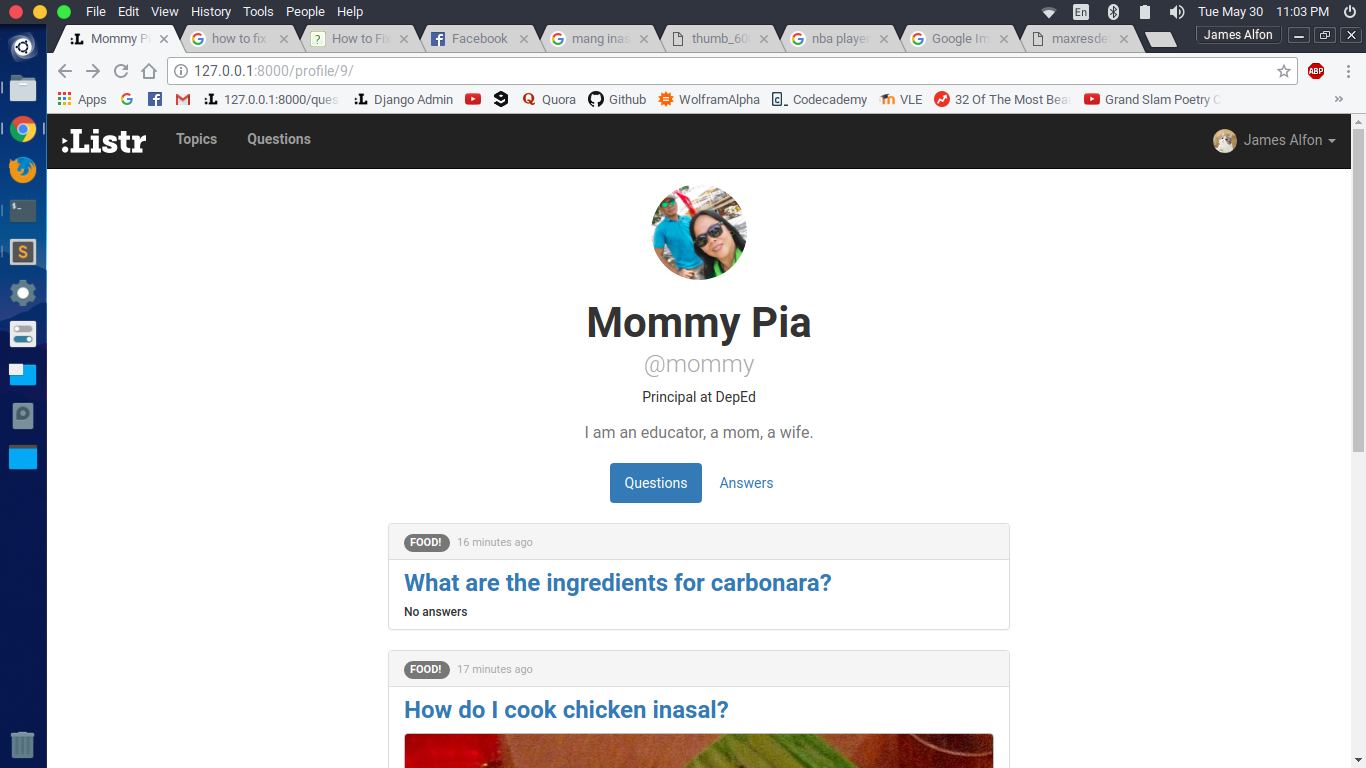 File Edit View History Tools People Help
En
Tue May 30 11:03 PM
Mommy P
how to fix
How to Fix
Facebook
mang inas
thumb_600
nba player
Google Im
maxresde
James Alfon
127.0.0.1:8000/profile/9/
ABP
Apps
:L 127.0.0.1:8000/ques
:L Django Admin
Quora
Github
WolframAlpha
Codecademy
VLE
32 Of The Most Bea
Grand Slam Poetry C
»
:Listr
Topics
Questions
James Alfon
Mommy Pia
@mommy
Principal at DepEd
I am an educator, a mom, a wife.
Questions
Answers
FOOD! 16 minutes ago
What are the ingredients for carbonara?
No answers
FOOD! 17 minutes ago
How do I cook chicken inasal?